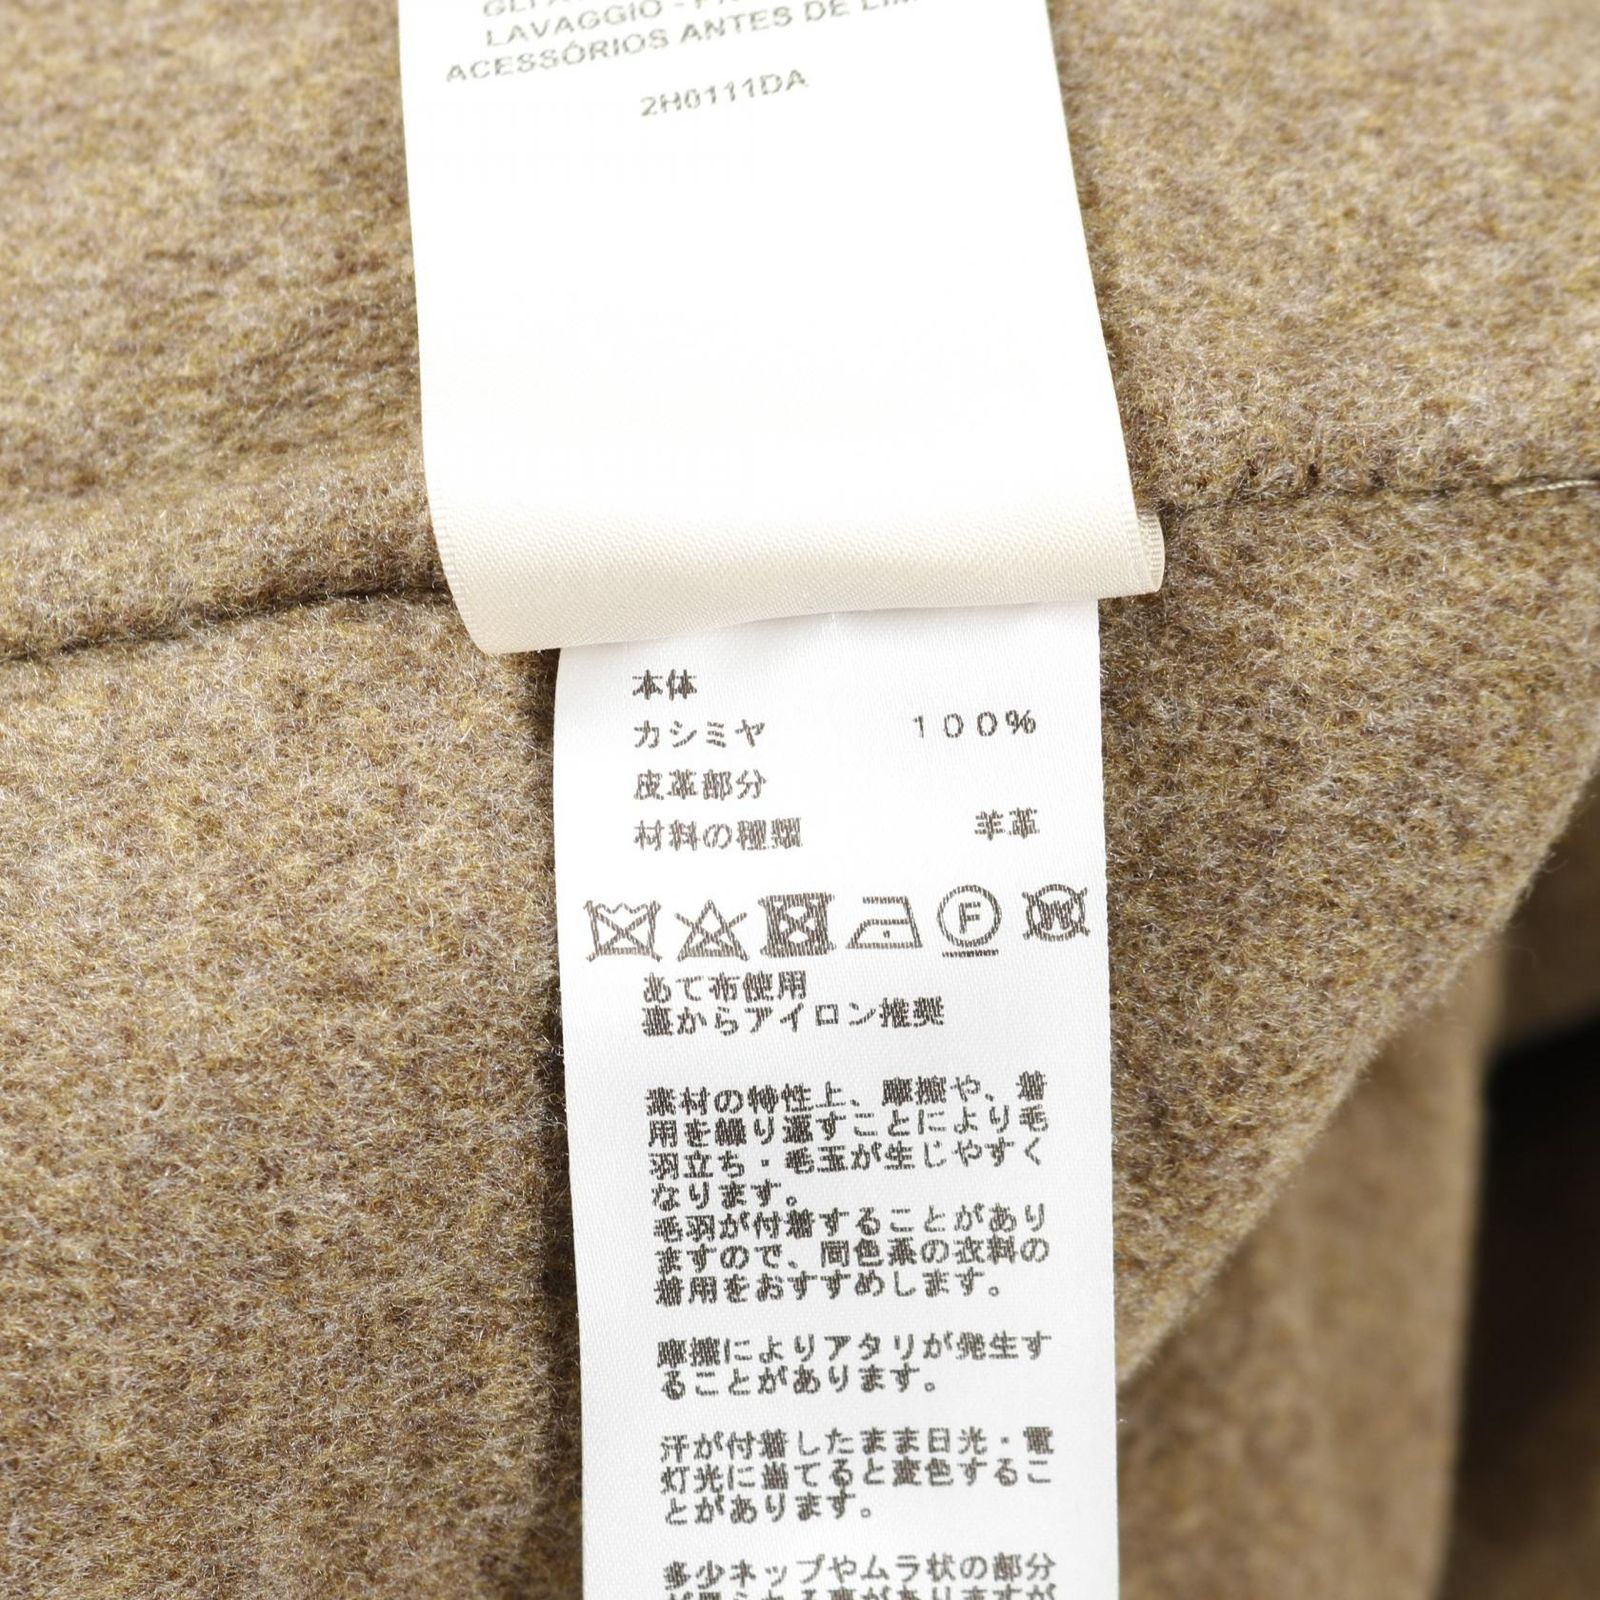 LAVAGGIO -
ACESSÓRIOS ANTES DE
2H0111DA
本体
カシミヤ 100%
皮革部分
材料の種類 羊革
F W
あて布使用
裏からアイロン推奨
素材の特性上、摩擦や、着
用を繰り返すことにより毛
羽立ち・毛玉が生じやすく
なります。
毛羽が付着することがあり
ますので、同色系の衣料の
着用をおすすめします。
摩擦によりアタリが発生す
ることがあります。
汗が付着したまま日光・電
灯光に当てると変色するこ
とがあります。
多少ネップやムラ状の部分